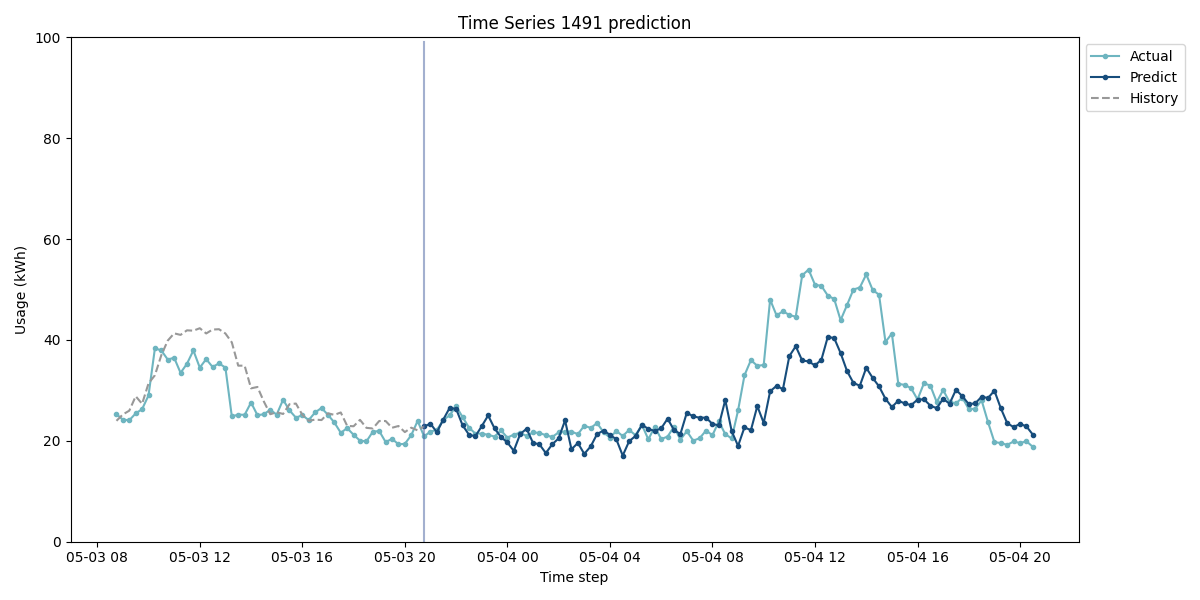 Time Series 1491 prediction
100
80
60
40
20
0
Usage (kWh)
05-03 08
05-03 12
05-03 16
05-03 20
05-04 00
05-04 04
05-04 08
05-04 12
05-04 16
05-04 20
Time step
Actual
Predict
History